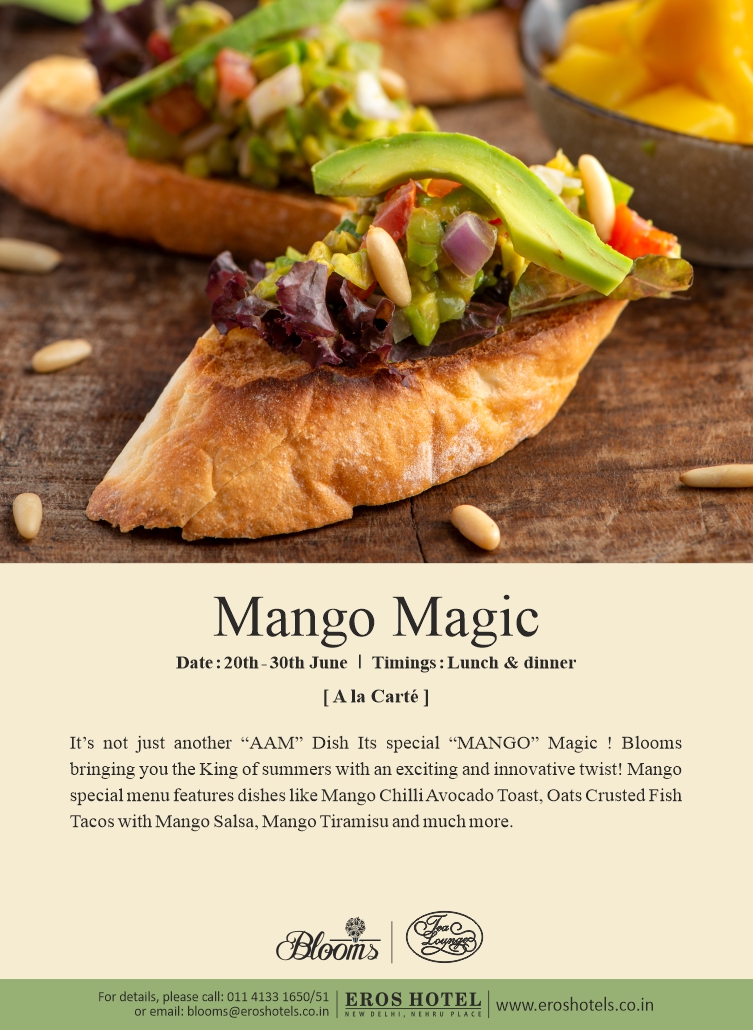 Mango Magic
Date : 20th - 30th June | Timings : Lunch & dinner
[ A la Carté ]
It’s not just another “AAM” Dish Its special “MANGO” Magic ! Blooms
bringing you the King of summers with an exciting and innovative twist! Mango
special menu features dishes like Mango Chilli Avocado Toast, Oats Crusted Fish
Tacos with Mango Salsa, Mango Tiramisu and much more.
Blooms
Tea
Lounge
For details, please call: 011 4133 1650/51
or email: blooms@eroshotels.co.in
EROS HOTEL
NEW DELHI, NEHRU PLACE
www.eroshotels.co.in